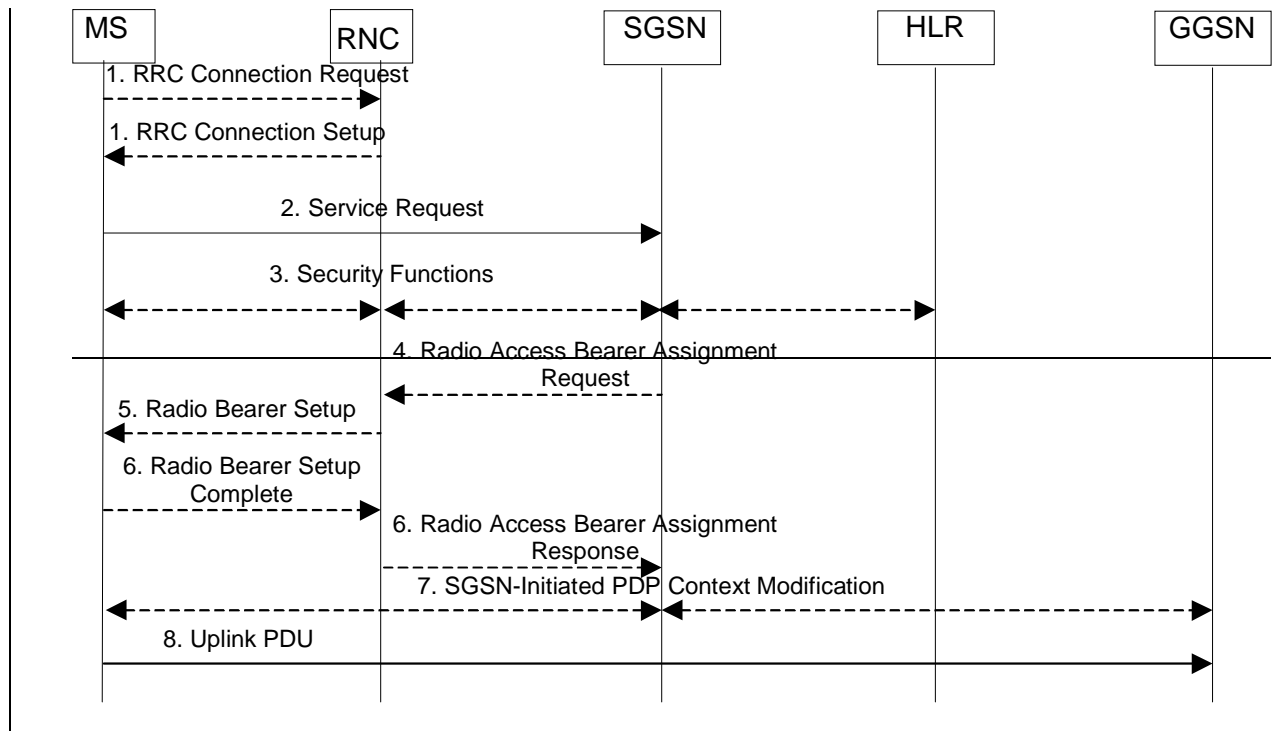 MS
RNC
SGSN
HLR
GGSN
1. RRC Connection Request
1. RRC Connection Setup
2. Service Request
3. Security Functions
4. Radio Access Bearer Assignment
Request
5. Radio Bearer Setup
6. Radio Bearer Setup
Complete
6. Radio Access Bearer Assignment
Response
7. SGSN-Initiated PDP Context Modification
8. Uplink PDU